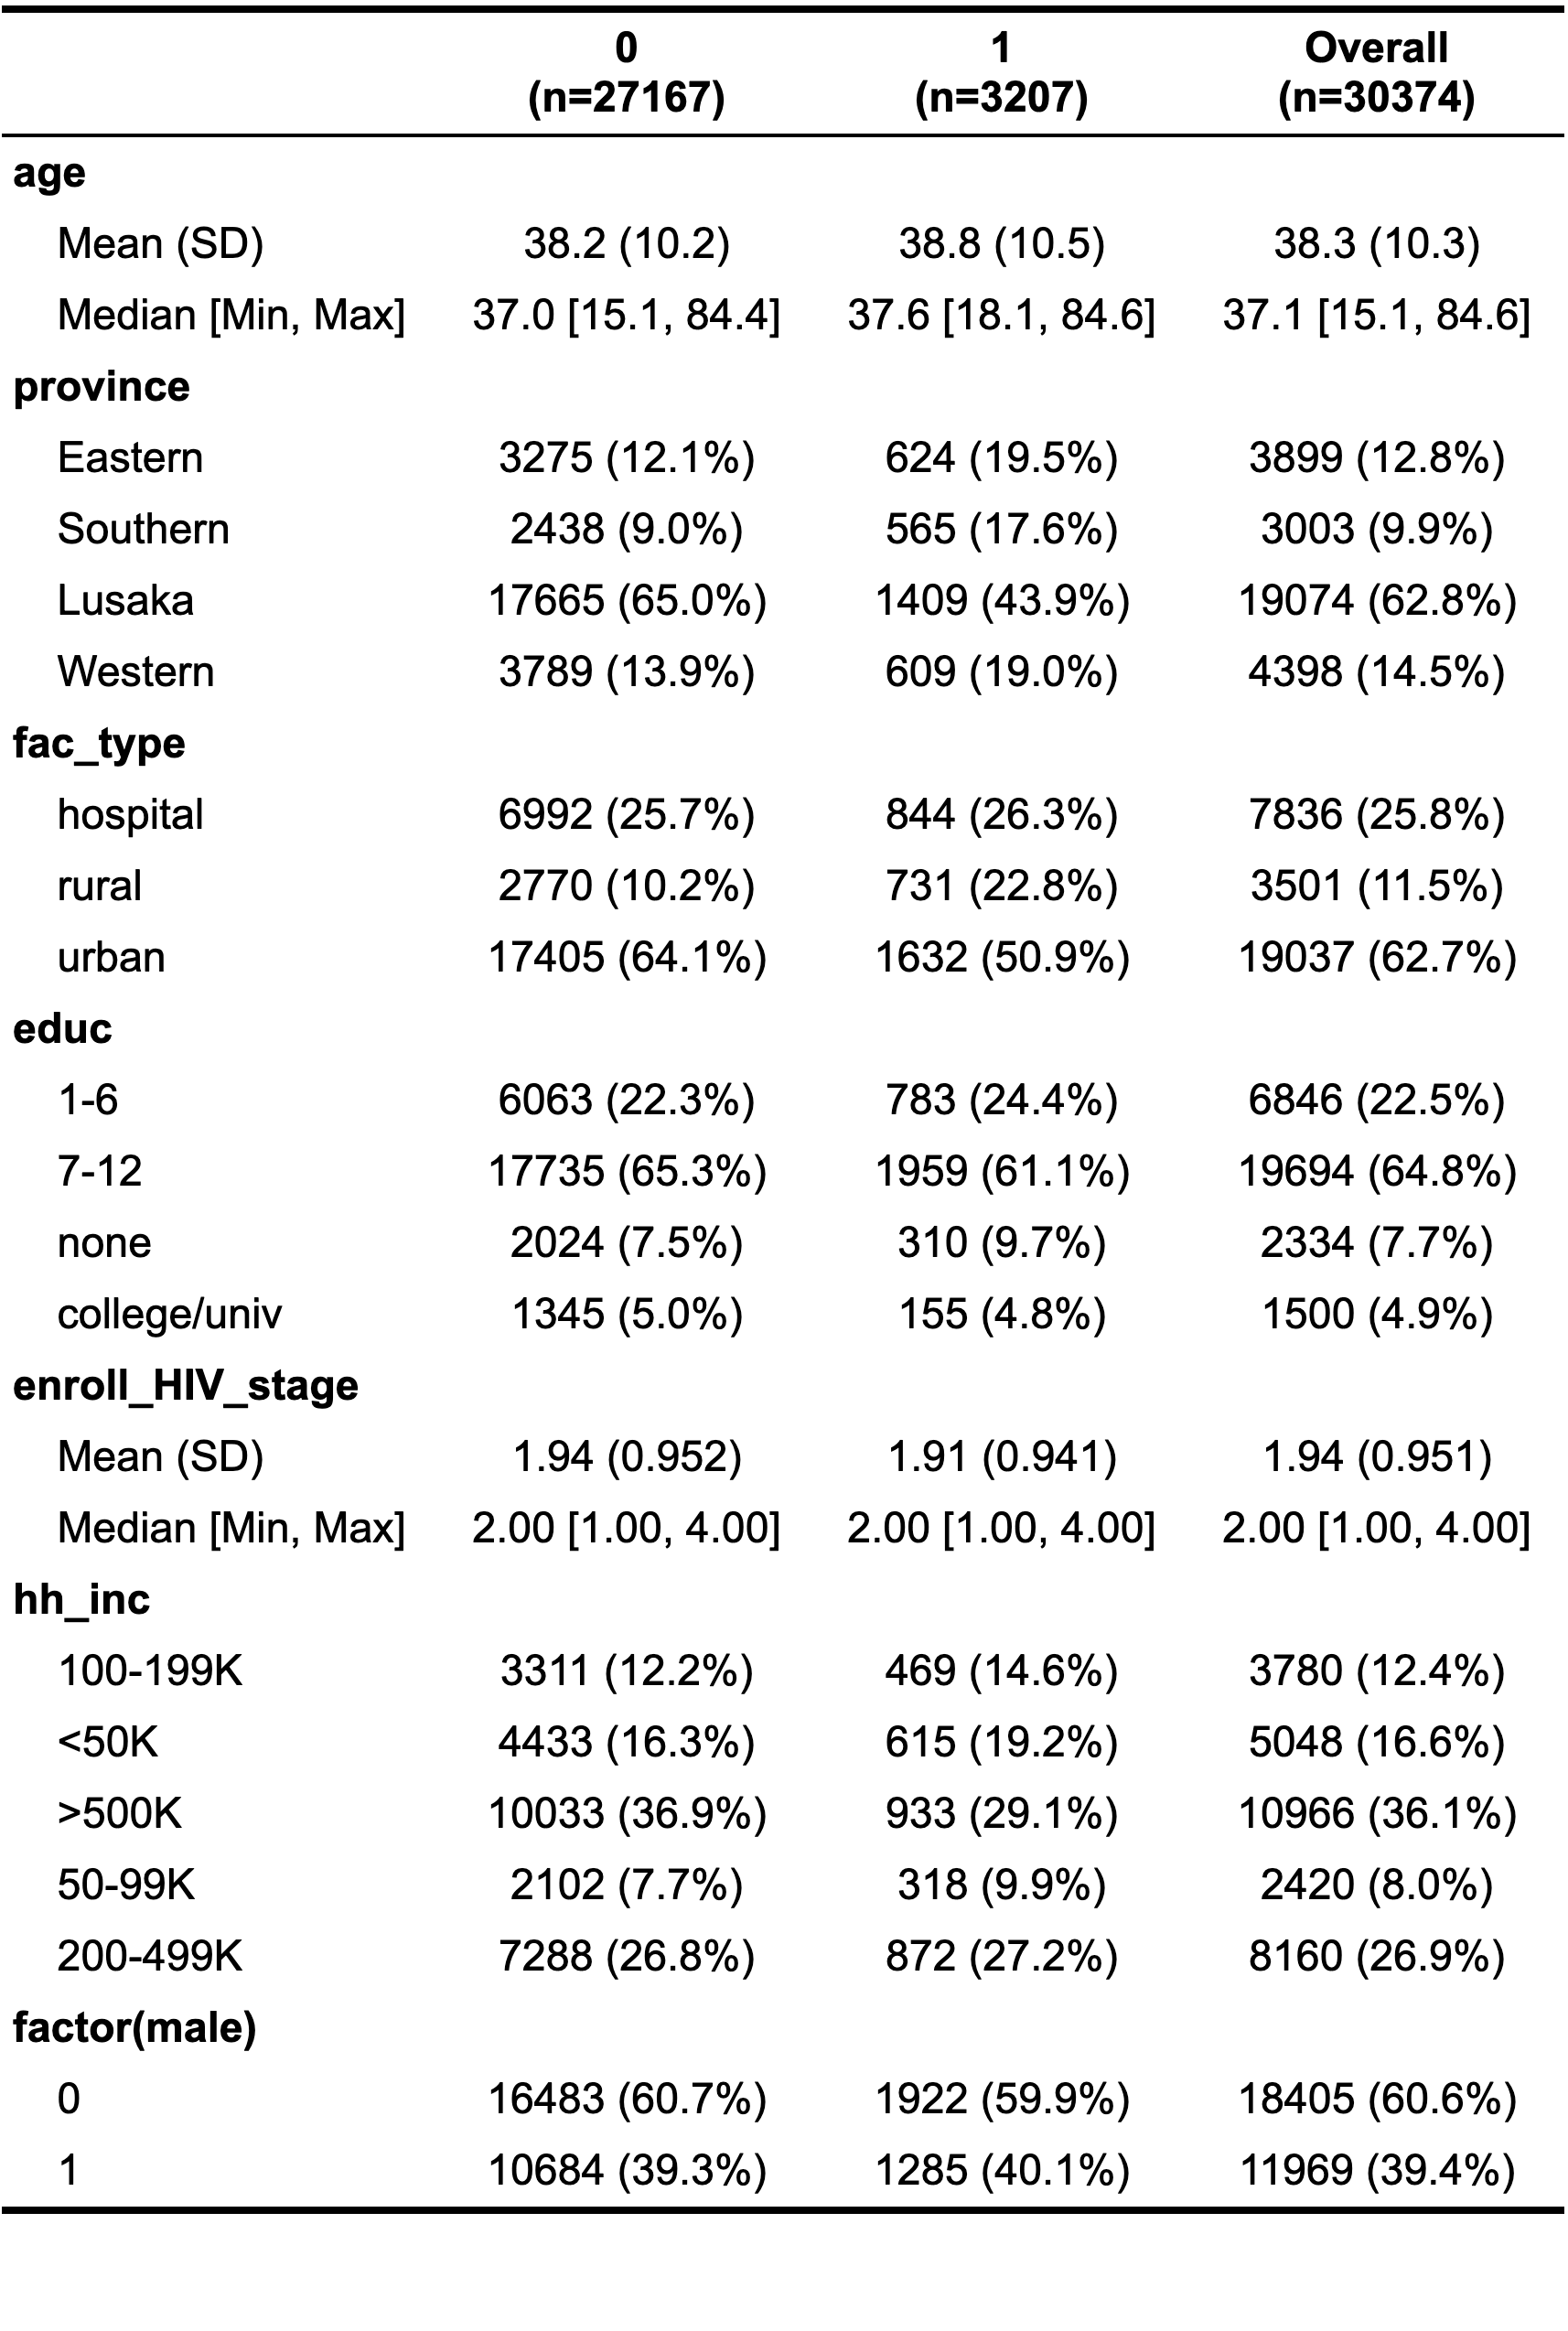 0 1 Overall
(n=27167) (n=3207) (n=30374)
age
Mean (SD) 38.2 (10.2) 38.8 (10.5) 38.3 (10.3)
Median [Min, Max] 37.0 [15.1, 84.4] 37.6 [18.1, 84.6] 37.1 [15.1, 84.6]
province
Eastern 3275 (12.1%) 624 (19.5%) 3899 (12.8%)
Southern 2438 (9.0%) 565 (17.6%) 3003 (9.9%)
Lusaka 17665 (65.0%) 1409 (43.9%) 19074 (62.8%)
Western 3789 (13.9%) 609 (19.0%) 4398 (14.5%)
fac_type
hospital 6992 (25.7%) 844 (26.3%) 7836 (25.8%)
rural 2770 (10.2%) 731 (22.8%) 3501 (11.5%)
urban 17405 (64.1%) 1632 (50.9%) 19037 (62.7%)
educ
1-6 6063 (22.3%) 783 (24.4%) 6846 (22.5%)
7-12 17735 (65.3%) 1959 (61.1%) 19694 (64.8%)
none 2024 (7.5%) 310 (9.7%) 2334 (7.7%)
college/univ 1345 (5.0%) 155 (4.8%) 1500 (4.9%)
enroll_HIV_stage
Mean (SD) 1.94 (0.952) 1.91 (0.941) 1.94 (0.951)
Median [Min, Max] 2.00 [1.00, 4.00] 2.00 [1.00, 4.00] 2.00 [1.00, 4.00]
hh_inc
100-199K 3311 (12.2%) 469 (14.6%) 3780 (12.4%)
<50K 4433 (16.3%) 615 (19.2%) 5048 (16.6%)
>500K 10033 (36.9%) 933 (29.1%) 10966 (36.1%)
50-99K 2102 (7.7%) 318 (9.9%) 2420 (8.0%)
200-499K 7288 (26.8%) 872 (27.2%) 8160 (26.9%)
factor(male)
0 16483 (60.7%) 1922 (59.9%) 18405 (60.6%)
1 10684 (39.3%) 1285 (40.1%) 11969 (39.4%)